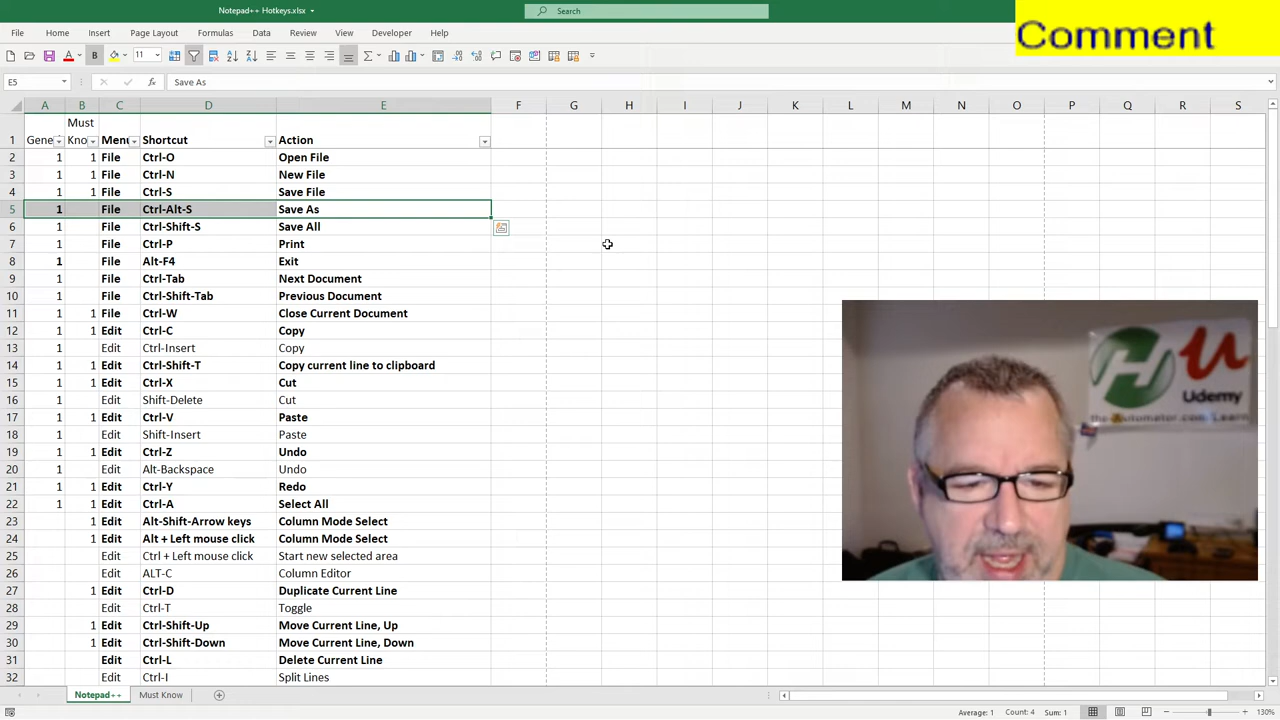 Notepad++ Hotkeys.xlsx
Search
Comment
File Home Insert Page Layout Formulas Data Review View Developer Help
11
E5 Save As
A B C D E F G H I J K L M N O P Q R S
Must
1 Gene Kno Menu Shortcut Action
2 1 1 File Ctrl-O Open File
3 1 1 File Ctrl-N New File
4 1 1 File Ctrl-S Save File
5 1 File Ctrl-Alt-S Save As
6 1 File Ctrl-Shift-S Save All
7 1 File Ctrl-P Print
8 1 File Alt-F4 Exit
9 1 File Ctrl-Tab Next Document
10 1 File Ctrl-Shift-Tab Previous Document
11 1 1 File Ctrl-W Close Current Document
12 1 1 Edit Ctrl-C Copy
13 1 Edit Ctrl-Insert Copy
14 1 1 Edit Ctrl-Shift-T Copy current line to clipboard
15 1 1 Edit Ctrl-X Cut
16 1 Edit Shift-Delete Cut
17 1 1 Edit Ctrl-V Paste
18 1 Edit Shift-Insert Paste
19 1 1 Edit Ctrl-Z Undo
20 1 Edit Alt-Backspace Undo
21 1 1 Edit Ctrl-Y Redo
22 1 1 Edit Ctrl-A Select All
23 1 Edit Alt-Shift-Arrow keys Column Mode Select
24 1 Edit Alt + Left mouse click Column Mode Select
25 Edit Ctrl + Left mouse click Start new selected area
26 Edit ALT-C Column Editor
27 1 Edit Ctrl-D Duplicate Current Line
28 Edit Ctrl-T Toggle
29 1 Edit Ctrl-Shift-Up Move Current Line, Up
30 1 Edit Ctrl-Shift-Down Move Current Line, Down
31 Edit Ctrl-L Delete Current Line
32 Edit Ctrl-I Split Lines
Udemy
the-Automator.com/Learn
Notepad++ Must Know
Average: 1 Count: 4 Sum: 1 130%